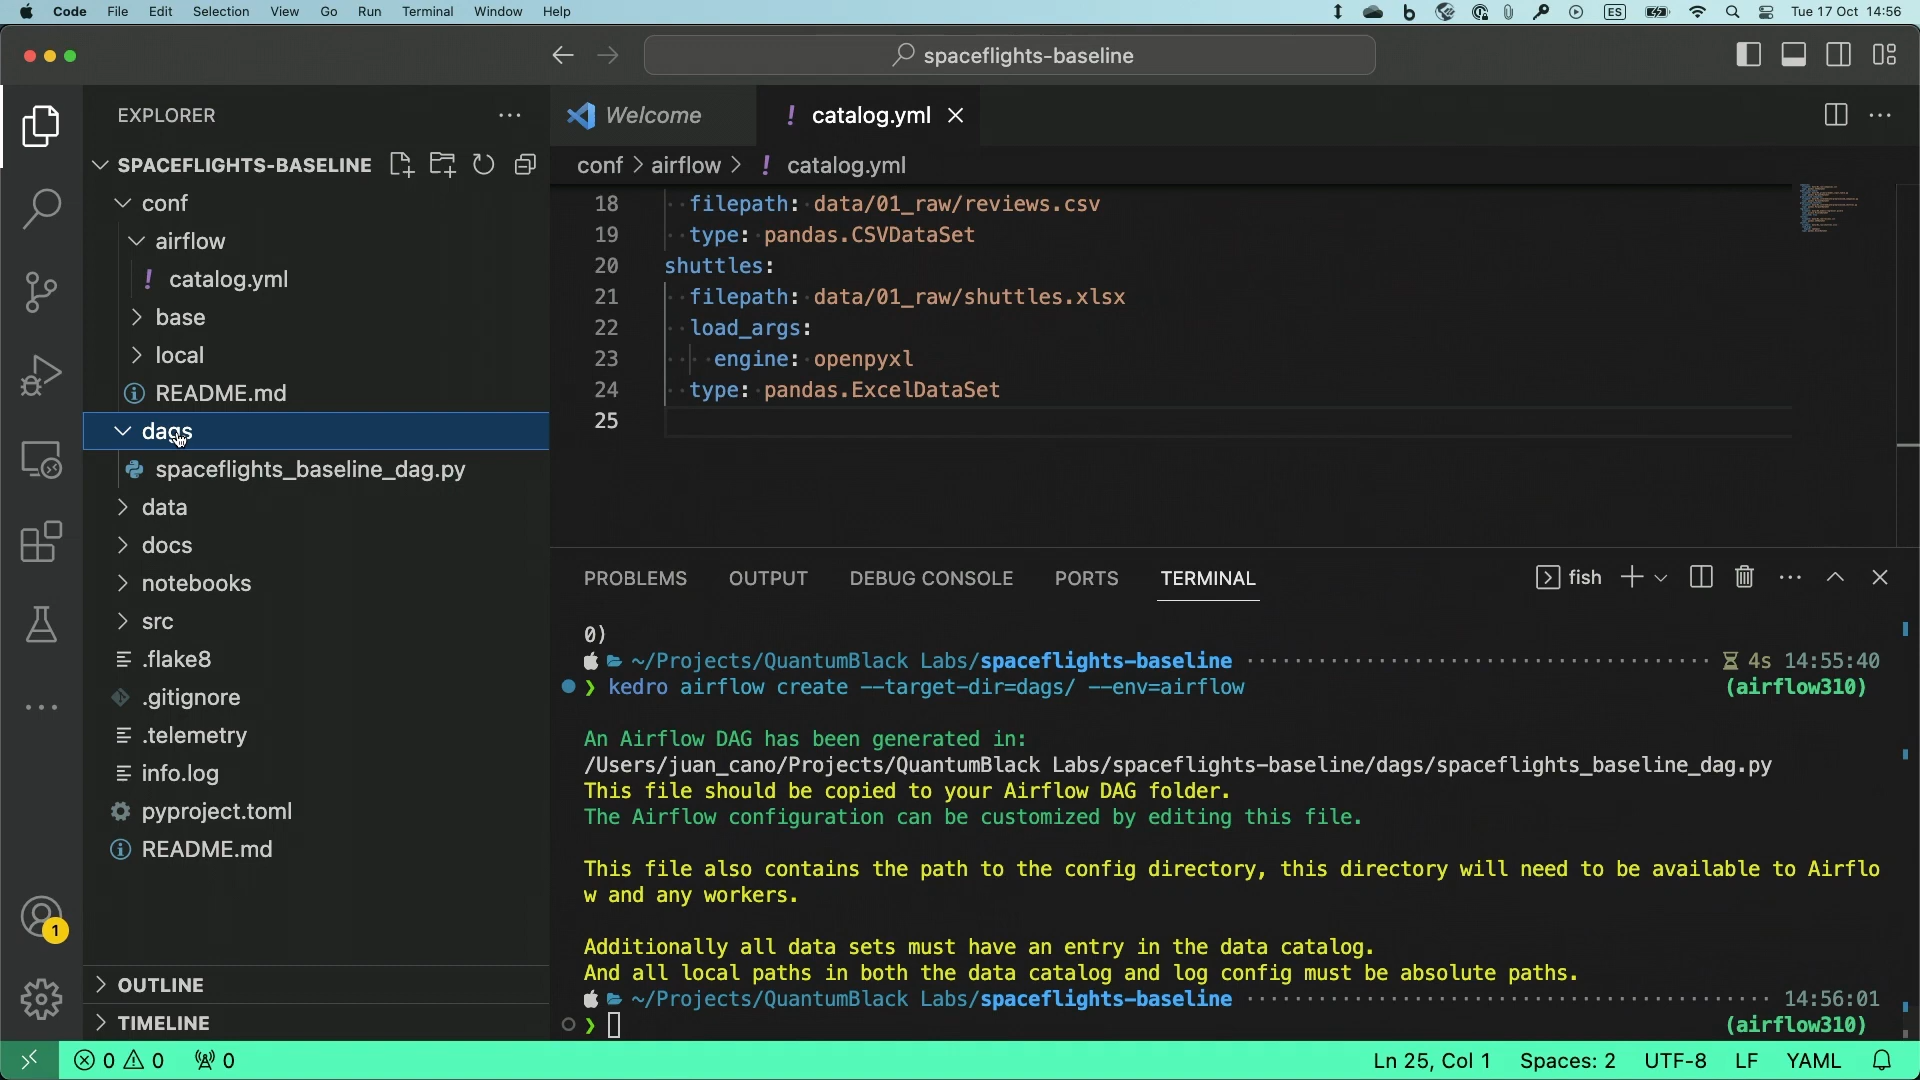 Code File Edit Selection View Go Run Terminal Window Help ES Tue 17 Oct 14:56
spaceflights-baseline
EXPLORER
SPACEFLIGHTS-BASELINE
conf
airflow
catalog.yml
base
local
README.md
dags
spaceflights_baseline_dag.py
data
docs
notebooks
src
.flake8
.gitignore
.telemetry
info.log
pyproject.toml
README.md
OUTLINE
TIMELINE
1
Welcome
! catalog.yml
conf > airflow > ! catalog.yml
18 filepath: data/01_raw/reviews.csv
19 type: pandas.CSVDataSet
20 shuttles:
21 filepath: data/01_raw/shuttles.xlsx
22 load_args:
23 engine: openpyxl
24 type: pandas.ExcelDataSet
25
PROBLEMS OUTPUT DEBUG CONSOLE PORTS TERMINAL fish
0)
~/Projects/QuantumBlack Labs/spaceflights-baseline 4s 14:55:40
❯ kedro airflow create --target-dir=dags/ --env=airflow (airflow310)
An Airflow DAG has been generated in:
/Users/juan_cano/Projects/QuantumBlack Labs/spaceflights-baseline/dags/spaceflights_baseline_dag.py
This file should be copied to your Airflow DAG folder.
The Airflow configuration can be customized by editing this file.
This file also contains the path to the config directory, this directory will need to be available to Airflo
w and any workers.
Additionally all data sets must have an entry in the data catalog.
And all local paths in both the data catalog and log config must be absolute paths.
~/Projects/QuantumBlack Labs/spaceflights-baseline 14:56:01
❯ (airflow310)
0 0 0 Ln 25, Col 1 Spaces: 2 UTF-8 LF YAML